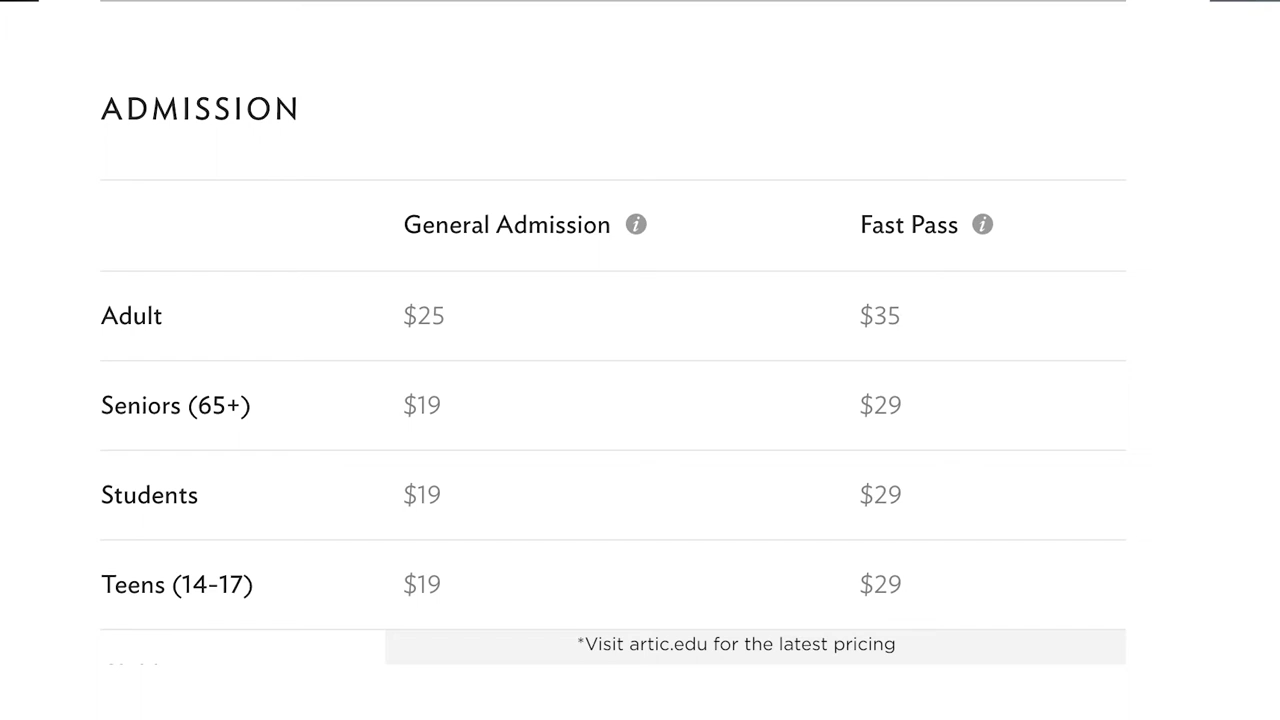 ADMISSION
General Admission Fast Pass
Adult $25 $35
Seniors (65+) $19 $29
Students $19 $29
Teens (14-17) $19 $29
*Visit artic.edu for the latest pricing